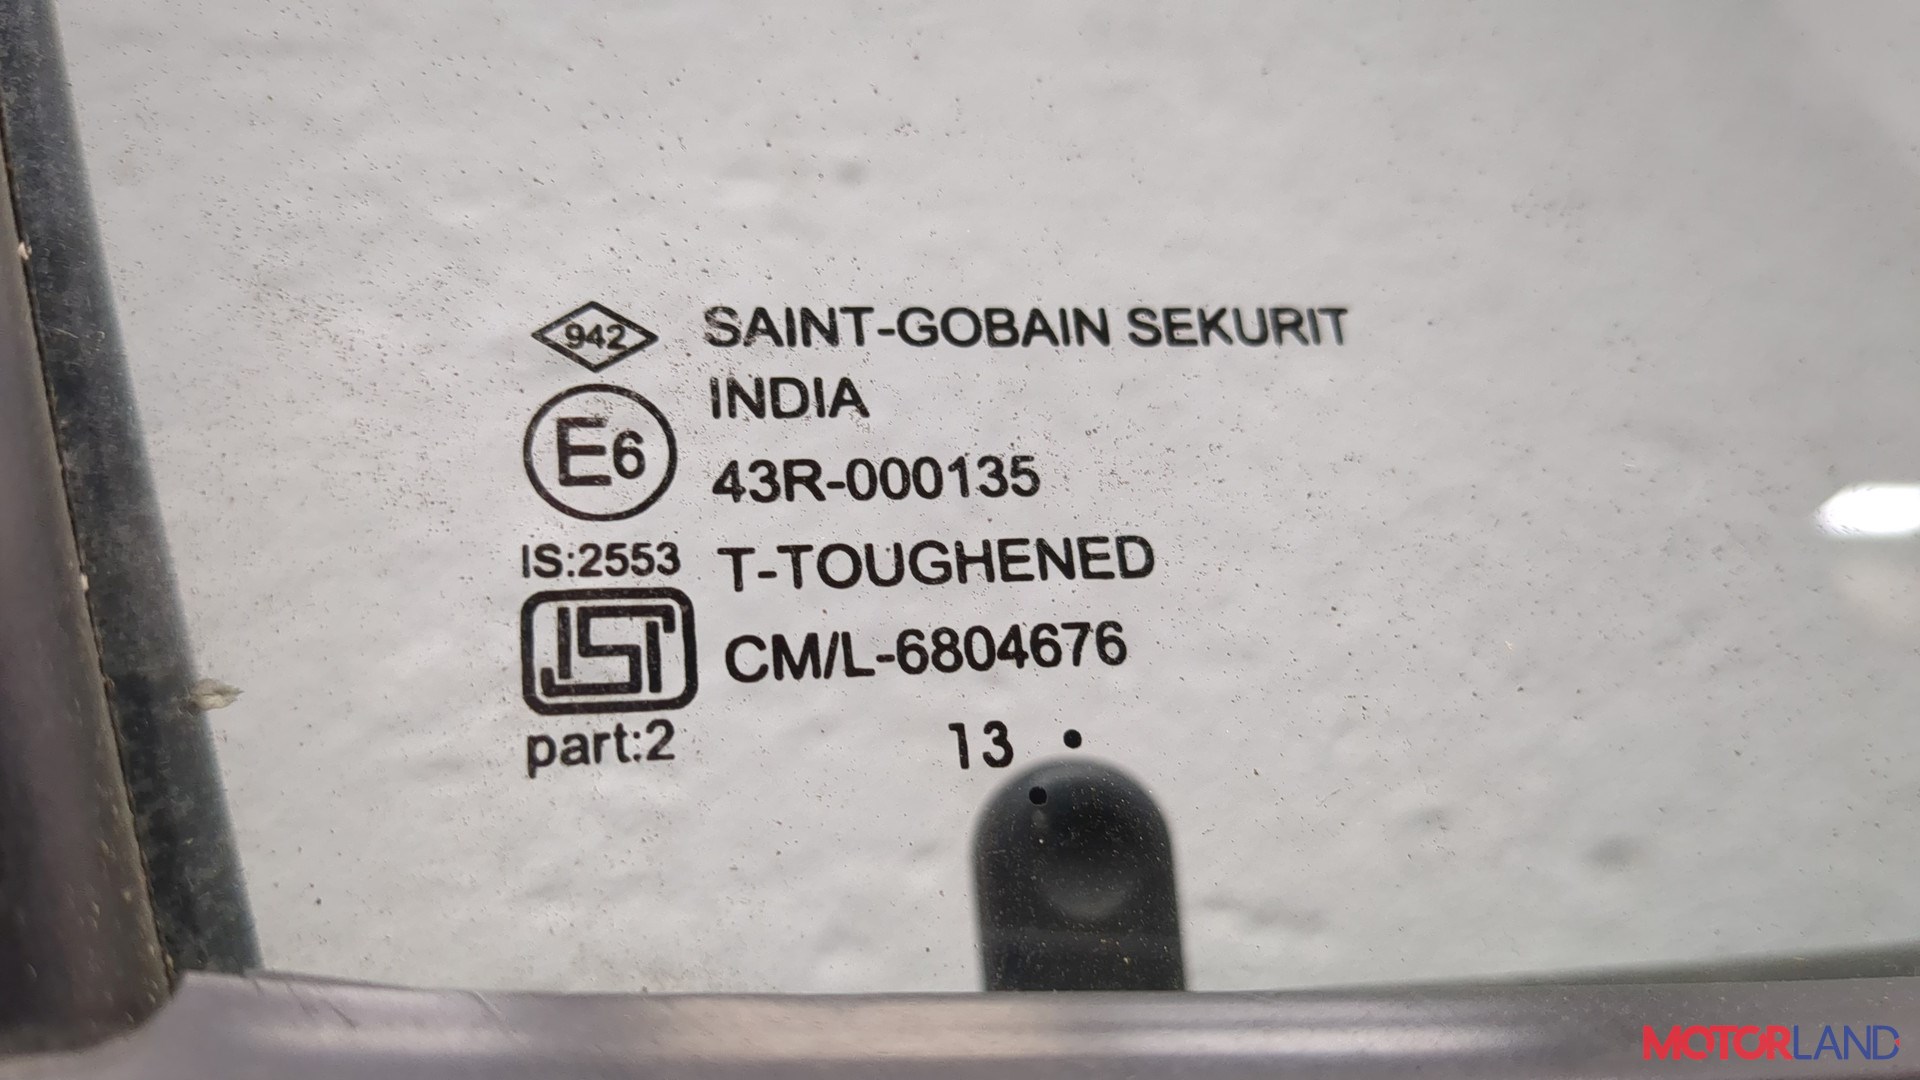 942 SAINT-GOBAIN SEKURIT
INDIA
E6 43R-000135
IS:2553 T-TOUGHENED
ISI CM/L-6804676
part:2 13 •
MOTORLAND